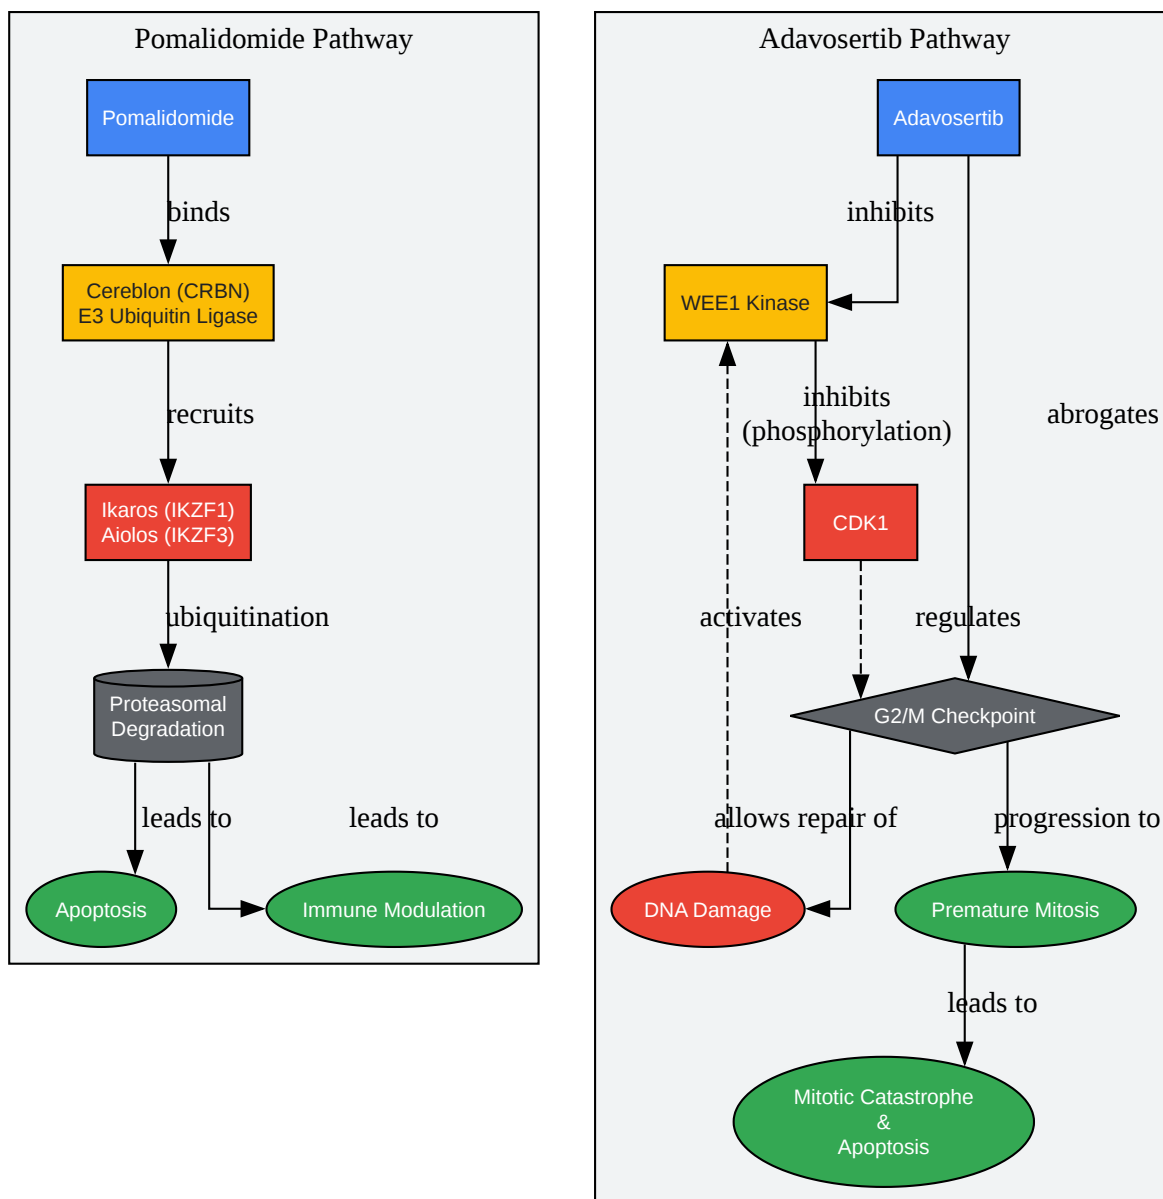 Pomalidomide Pathway
Pomalidomide
binds
Cereblon (CRBN)
E3 Ubiquitin Ligase
recruits
Ikaros (IKZF1)
Aiolos (IKZF3)
ubiquitination
Proteasomal
Degradation
leads to
leads to
Apoptosis
Immune Modulation
Adavosertib Pathway
Adavosertib
inhibits
WEE1 Kinase
inhibits
(phosphorylation)
abrogates
CDK1
activates
regulates
G2/M Checkpoint
allows repair of
progression to
DNA Damage
Premature Mitosis
leads to
Mitotic Catastrophe
&
Apoptosis